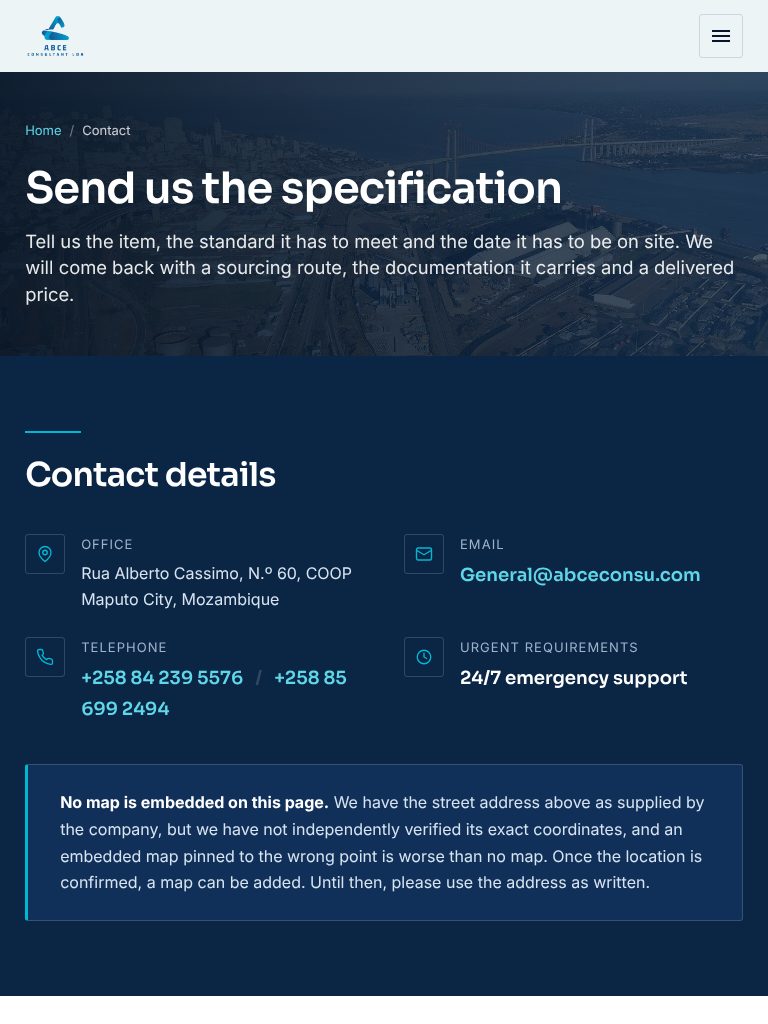 ABCE
CONSULTANT LDA
Home / Contact
Send us the specification
Tell us the item, the standard it has to meet and the date it has to be on site. We
will come back with a sourcing route, the documentation it carries and a delivered
price.
Contact details
OFFICE
Rua Alberto Cassimo, N.º 60, COOP
Maputo City, Mozambique
EMAIL
General@abceconsu.com
TELEPHONE
+258 84 239 5576 / +258 85
699 2494
URGENT REQUIREMENTS
24/7 emergency support
No map is embedded on this page. We have the street address above as supplied by
the company, but we have not independently verified its exact coordinates, and an
embedded map pinned to the wrong point is worse than no map. Once the location is
confirmed, a map can be added. Until then, please use the address as written.